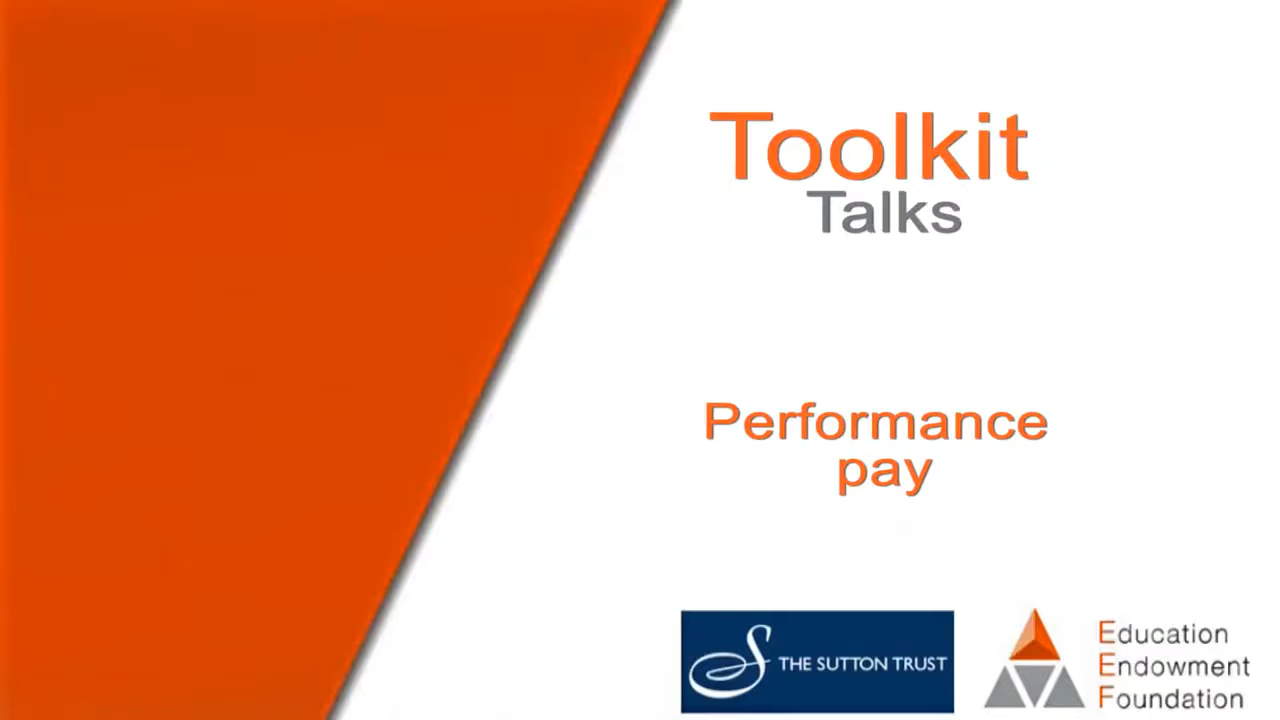 Toolkit
Talks
Performance
pay
THE SUTTON TRUST
Education
Endowment
Foundation